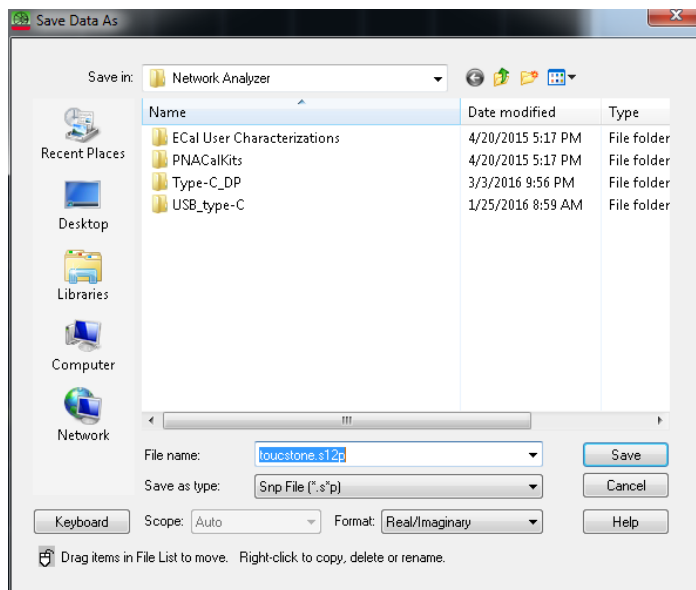 Save Data As
Save in: Network Analyzer
Name Date modified Type
ECal User Characterizations 4/20/2015 5:17 PM File folder
PNACalKits 4/20/2015 5:17 PM File folder
Type-C_DP 3/3/2016 9:56 PM File folder
USB_type-C 1/25/2016 8:59 AM File folder
Recent Places
Desktop
Libraries
Computer
Network
File name: toucstone.s12p Save
Save as type: Snp File (*.s*p) Cancel
Keyboard Scope: Auto Format: Real/Imaginary Help
Drag items in File List to move. Right-click to copy, delete or rename.